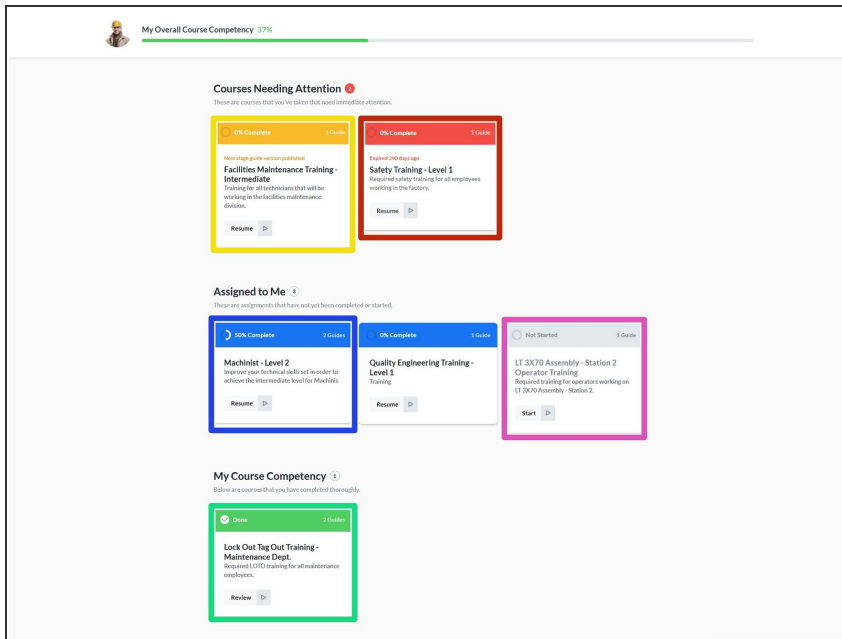 My Overall Course Competency 37%
Courses Needing Attention 2
These are courses that you've taken that need immediate attention.
0% Complete 1 Guide
New stage guide version published
Facilities Maintenance Training -
Intermediate
Training for all technicians that will be
working in the facilities maintenance
division.
Resume
0% Complete 1 Guide
Expired 290 days ago
Safety Training - Level 1
Required safety training for all employees
working in the factory.
Resume
Assigned to Me 3
These are assignments that have not yet been completed or started.
50% Complete 2 Guides
Machinist - Level 2
Improve your technical skills set in order to
achieve the intermediate level for Machinis
Resume
0% Complete 1 Guide
Quality Engineering Training -
Level 1
Training
Resume
Not Started 1 Guide
LT 3X70 Assembly - Station 2
Operator Training
Required training for operators working on
LT 3X70 Assembly - Station 2.
Start
My Course Competency 1
Below are courses that you have completed thoroughly.
Done 2 Guides
Lock Out Tag Out Training -
Maintenance Dept.
Required LOTO training for all maintenance
employees.
Review